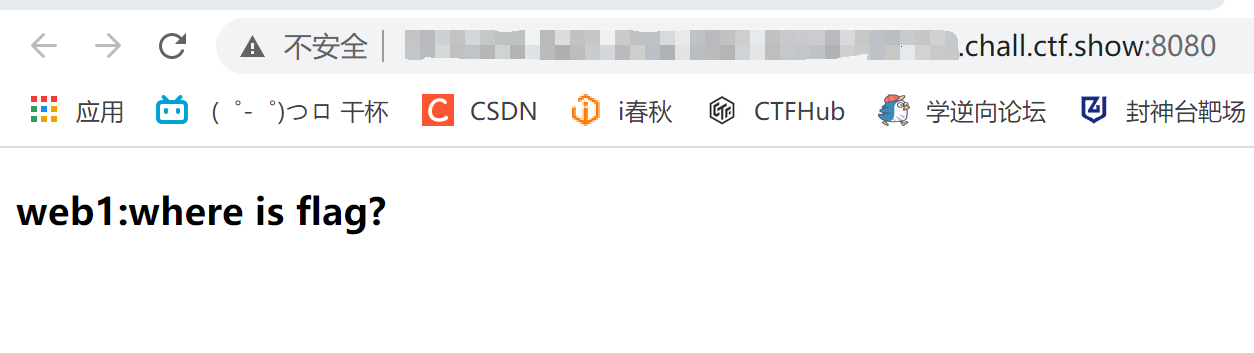 不安全 .chall.ctf.show:8080
应用 (゜-゜)つロ 干杯 CSDN i春秋 CTFHub 学逆向论坛 封神台靶场
web1:where is flag?